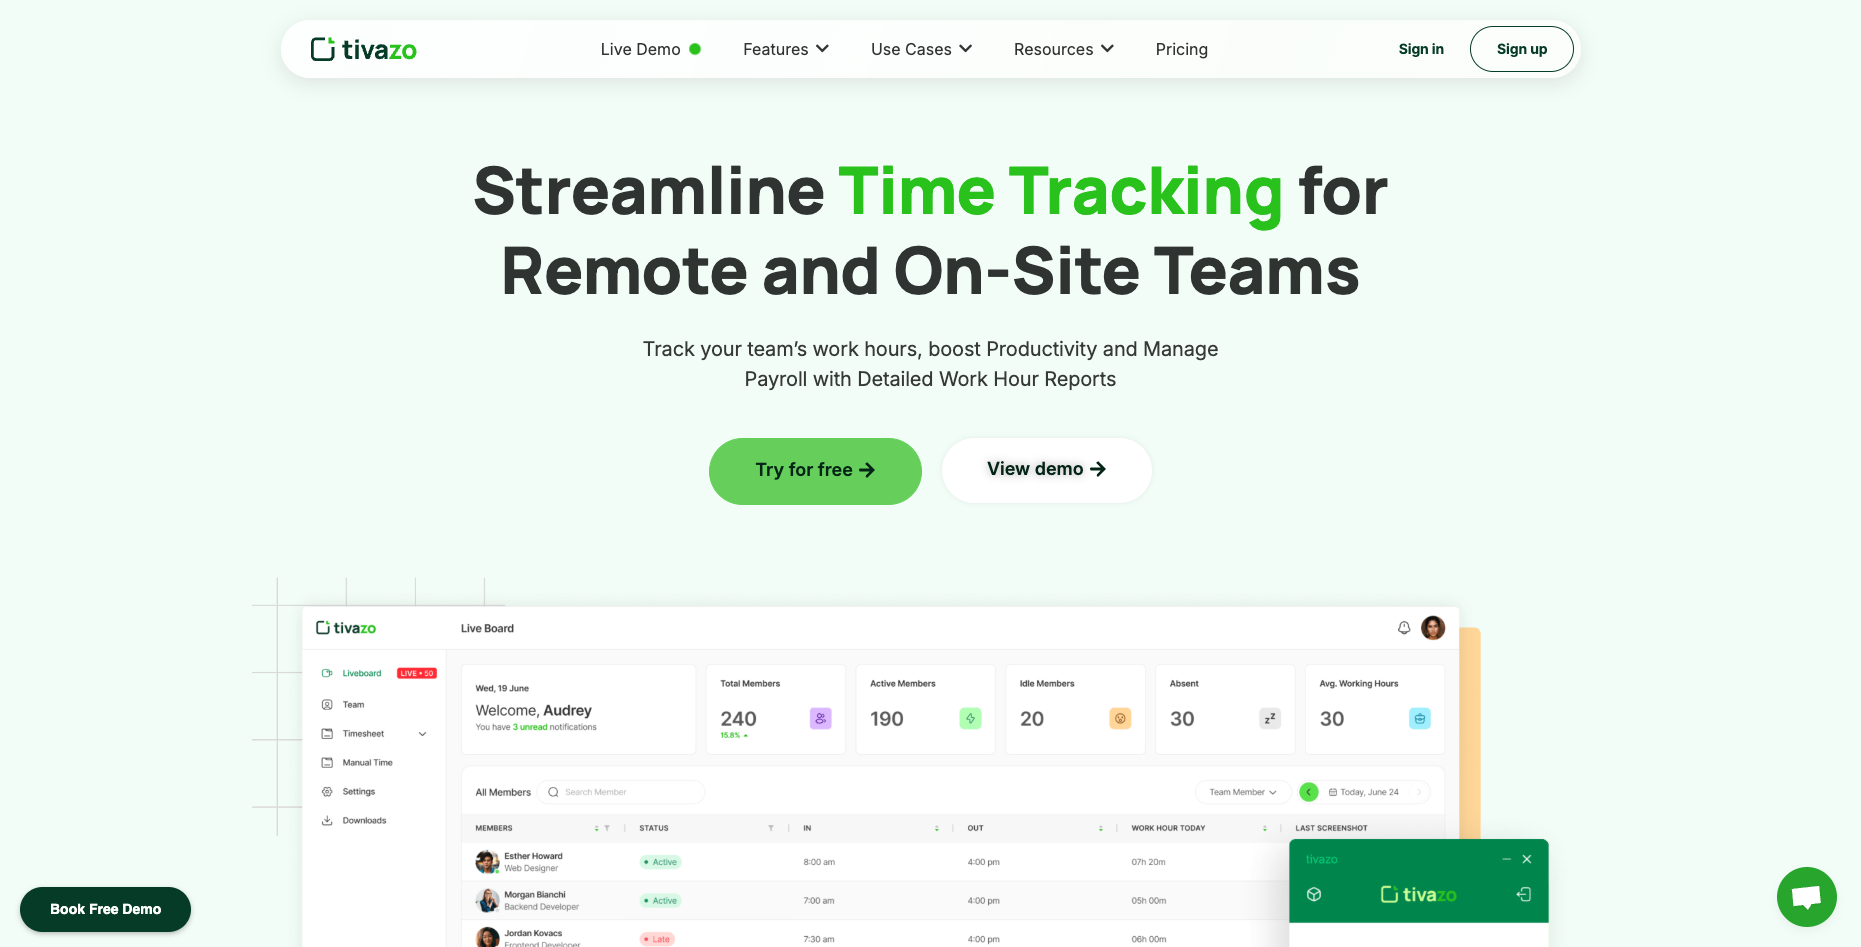 tivazo
Live Demo
Features
Use Cases
Resources
Pricing
Sign in
Sign up
Streamline Time Tracking for
Remote and On-Site Teams
Track your team’s work hours, boost Productivity and Manage
Payroll with Detailed Work Hour Reports
Try for free
View demo
tivazo
Live Board
Liveboard
LIVE • 50
Team
Timesheet
Manual Time
Settings
Downloads
Wed, 19 June
Welcome, Audrey
You have 3 unread notifications
Total Members
240
15.8%
Active Members
190
Idle Members
20
Absent
30
zZ
Avg. Working Hours
30
All Members
Search Member
Team Member
Today, June 24
MEMBERS STATUS IN OUT WORK HOUR TODAY LAST SCREENSHOT
Esther Howard
Web Designer
Active
8:00 am
4:00 pm
07h 20m
Morgan Bianchi
Backend Developer
Active
7:00 am
4:00 pm
05h 00m
Jordan Kovacs
Frontend Developer
Late
7:30 am
4:00 pm
06h 00m
tivazo
tivazo
Book Free Demo